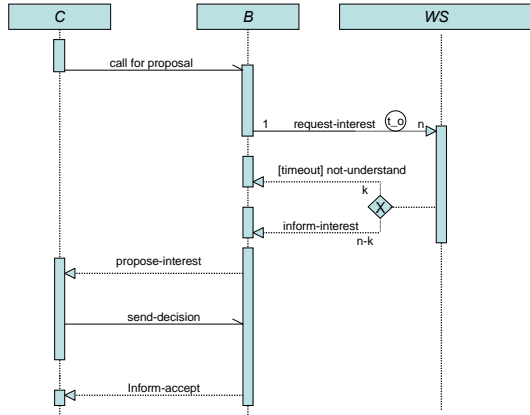 C
B
WS
call for proposal
1
request-interest
t_o
n
[timeout] not-understand
k
X
inform-interest
n-k
propose-interest
send-decision
Inform-accept